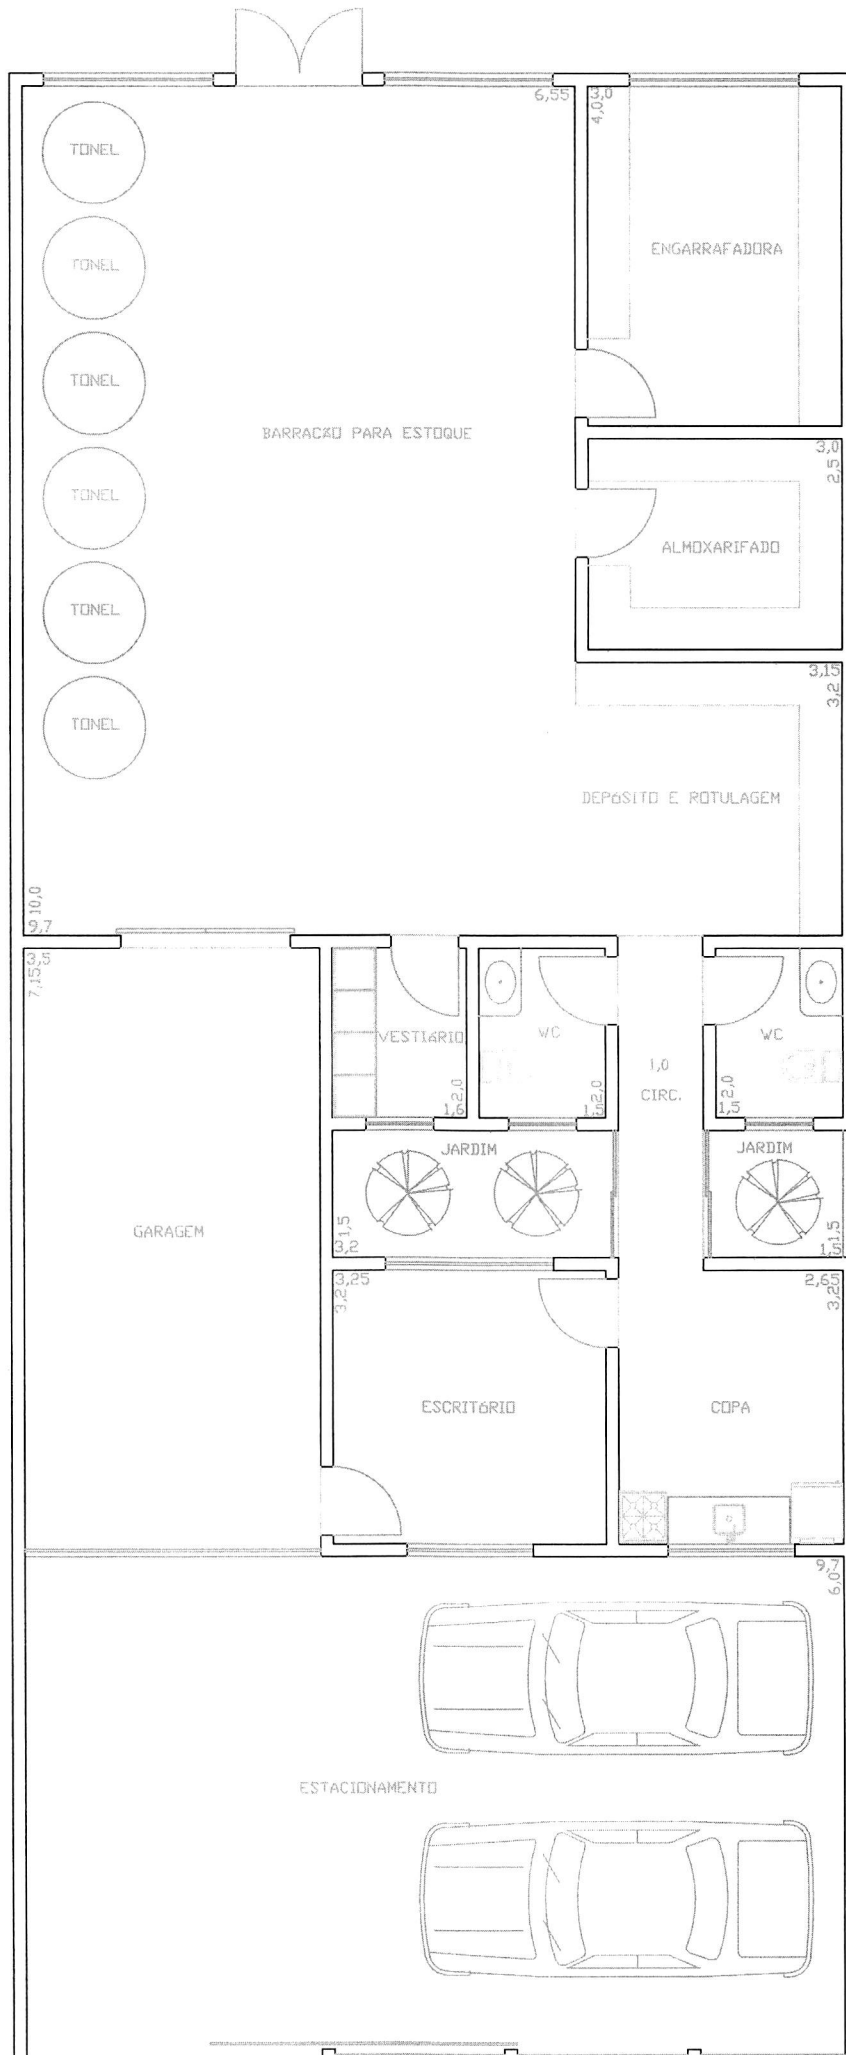 6,55
3,0
4,0
TONEL
TONEL
ENGARRAFADORA
TONEL
BARRACãO PARA ESTOQUE
3,0
2,5
TONEL
ALMOXARIFADO
TONEL
3,15
3,2
TONEL
DEPóSITO E ROTULAGEM
10,0
9,7
3,5
7,15
VESTIáRIO
WC
WC
1,0
CIRC.
2,0
1,6
2,0
1,5
2,0
1,5
JARDIM
JARDIM
GARAGEM
1,5
3,2
1,5
1,5
3,25
3,2
2,65
3,2
ESCRITóRIO
COPA
9,7
6,0
ESTACIONAMENTO